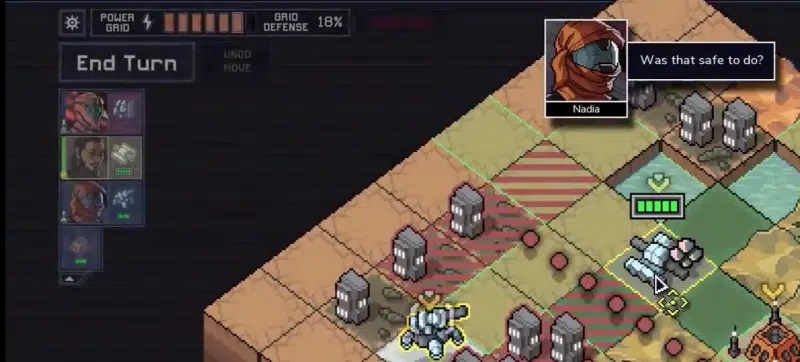 POWER
GRID
GRID
DEFENSE
18%
End Turn
UNDO
MOVE
Was that safe to do?
Nadia